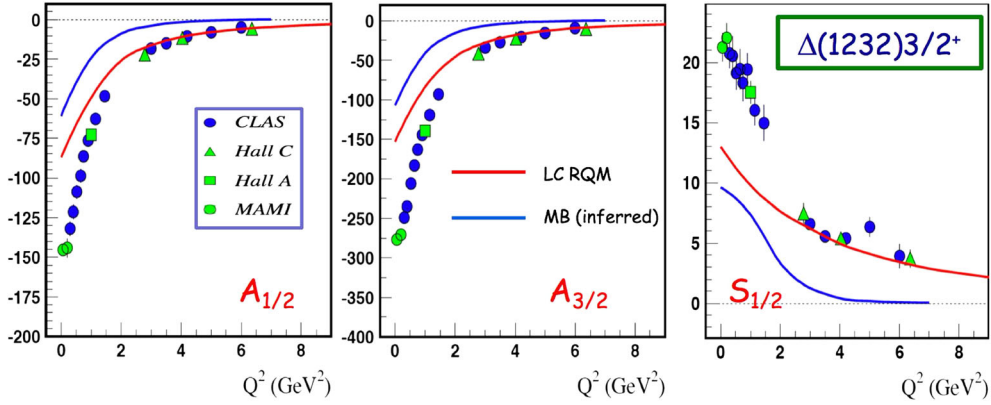 0
-25
-50
-75
-100
-125
-150
-175
-200
CLAS
Hall C
Hall A
MAMI
A1/2
0 2 4 6 8
Q² (GeV²)
0
-50
-100
-150
-200
-250
-300
-350
-400
LC RQM
MB (inferred)
A3/2
0 2 4 6 8
Q² (GeV²)
Δ(1232)3/2⁺
20
15
10
5
0
S1/2
0 2 4 6 8
Q² (GeV²)